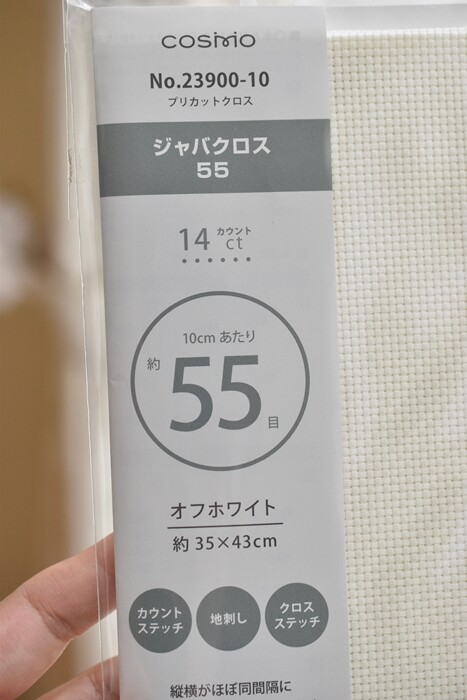 COSMO
No.23900-10
プリカットクロス
ジャバクロス
55
14 カウント ct
10cm あたり
約 55 目
オフホワイト
約 35×43cm
カウント
ステッチ
地刺し
クロス
ステッチ
縦横がほぼ同間隔に